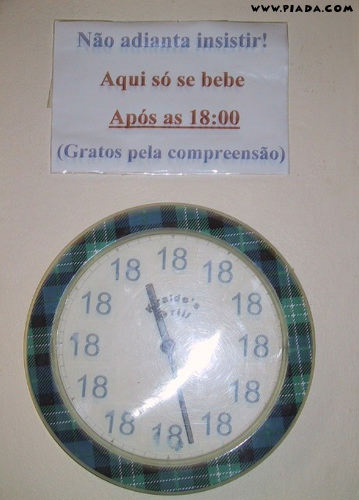 WWW.PIADA.COM
Não adianta insistir!
Aqui só se bebe
Após as 18:00
(Gratos pela compreensão)
18
18 18
18 18
18 18
18 18
18 18
18